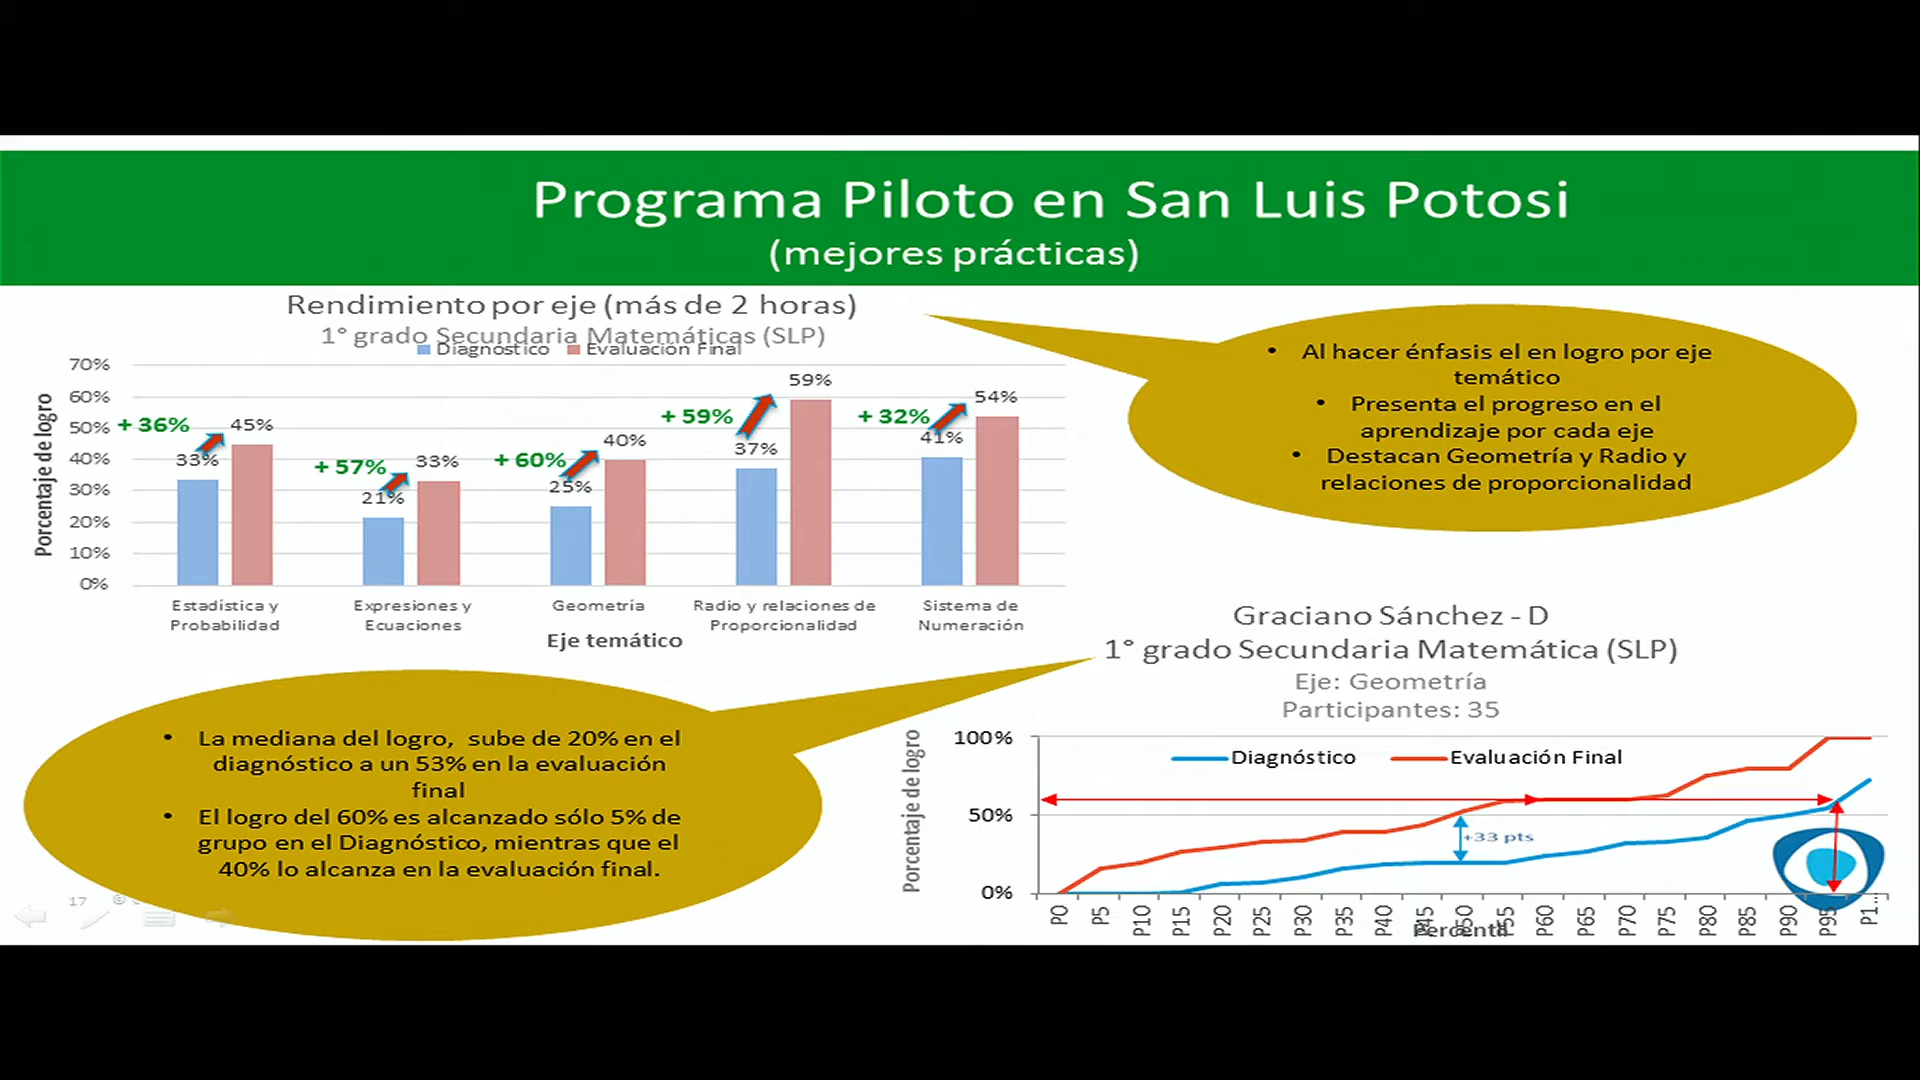 Programa Piloto en San Luis Potosi
(mejores prácticas)
Rendimiento por eje (más de 2 horas)
1° grado Secundaria Matemáticas (SLP)
Diagnostico Evaluación Final
Porcentaje de logro
70%
60%
50%
40%
30%
20%
10%
0%
+ 36%
33%
45%
+ 57%
21%
33%
+ 60%
25%
40%
+ 59%
37%
59%
+ 32%
41%
54%
Estadística y
Probabilidad
Expresiones y
Ecuaciones
Geometría
Radio y relaciones de
Proporcionalidad
Sistema de
Numeración
Eje temático
• Al hacer énfasis el en logro por eje
temático
• Presenta el progreso en el
aprendizaje por cada eje
• Destacan Geometría y Radio y
relaciones de proporcionalidad
• La mediana del logro, sube de 20% en el
diagnóstico a un 53% en la evaluación
final
• El logro del 60% es alcanzado sólo 5% de
grupo en el Diagnóstico, mientras que el
40% lo alcanza en la evaluación final.
17 ©
Graciano Sánchez - D
1° grado Secundaria Matemática (SLP)
Eje: Geometría
Participantes: 35
Porcentaje de logro
100%
50%
0%
Diagnóstico Evaluación Final
+33 pts
P0 P5 P10 P15 P20 P25 P30 P35 P40 P45 P50 P55 P60 P65 P70 P75 P80 P85 P90 P95 P1...
Percentil